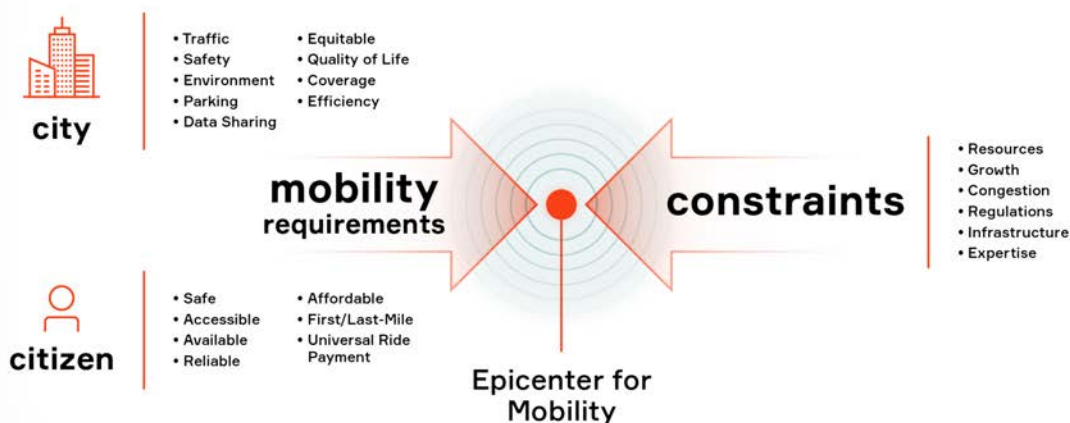 city
• Traffic
• Safety
• Environment
• Parking
• Data Sharing
• Equitable
• Quality of Life
• Coverage
• Efficiency
mobility
requirements
citizen
• Safe
• Accessible
• Available
• Reliable
• Affordable
• First/Last-Mile
• Universal Ride
Payment
constraints
• Resources
• Growth
• Congestion
• Regulations
• Infrastructure
• Expertise
Epicenter for
Mobility